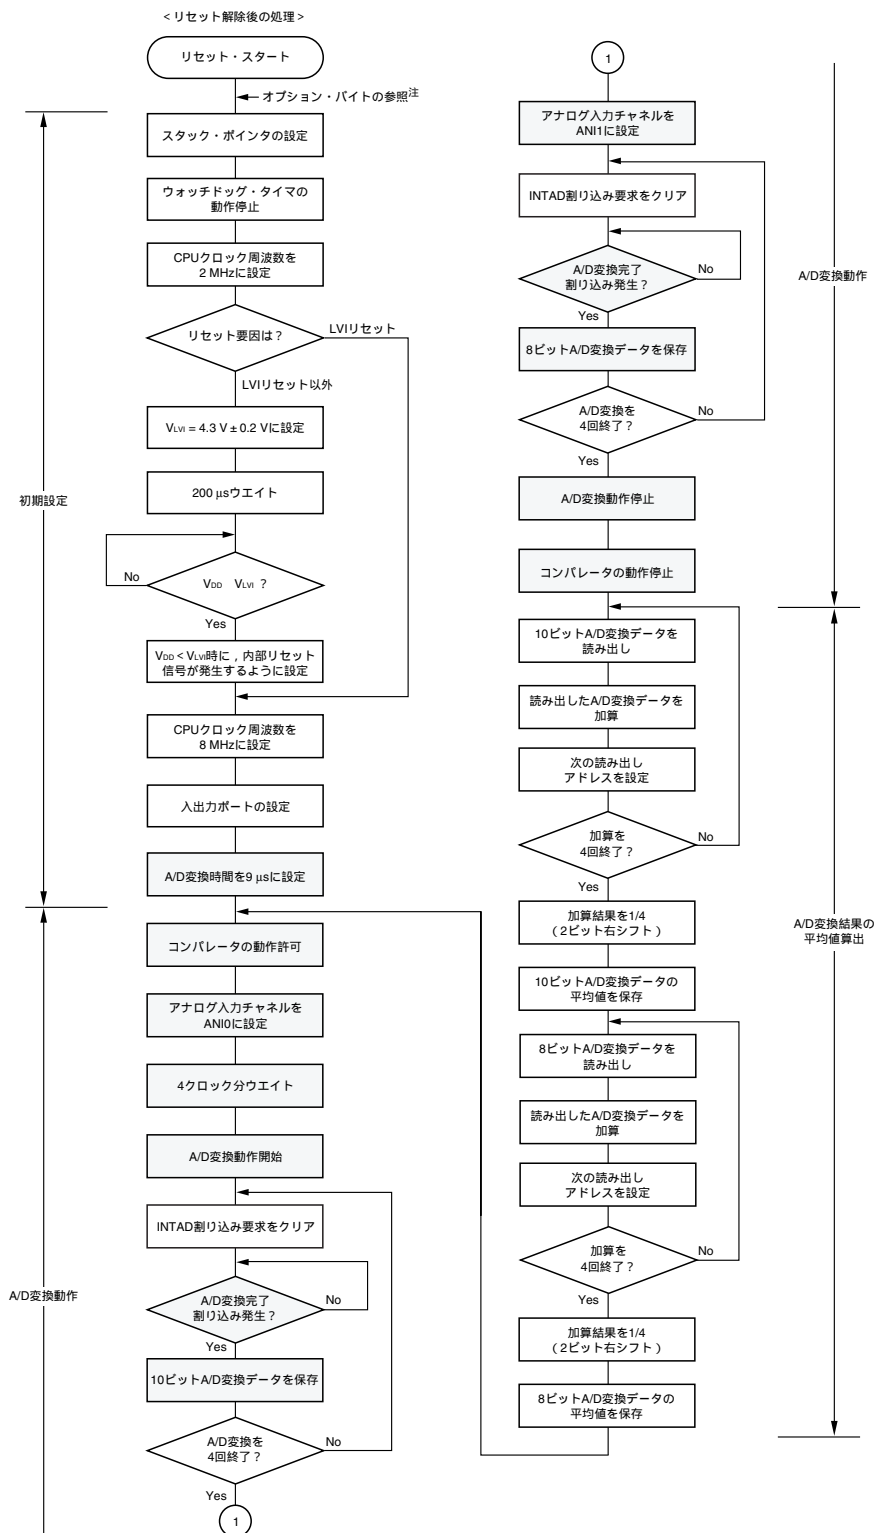 ＜リセット解除後の処理＞
リセット・スタート
オプション・バイトの参照注
スタック・ポインタの設定
ウォッチドッグ・タイマの
動作停止
CPUクロック周波数を
2 MHzに設定
リセット要因は？
LVIリセット
LVIリセット以外
VLVI = 4.3 V ± 0.2 Vに設定
200 μsウエイト
No
VDD VLVI ？
Yes
VDD < VLVI時に，内部リセット
信号が発生するように設定
CPUクロック周波数を
8 MHzに設定
入出力ポートの設定
A/D変換時間を9 μsに設定
初期設定
コンパレータの動作許可
アナログ入力チャネルを
ANI0に設定
4クロック分ウエイト
A/D変換動作開始
INTAD割り込み要求をクリア
A/D変換完了
割り込み発生？
No
Yes
10ビットA/D変換データを保存
A/D変換を
4回終了？
No
Yes
1
A/D変換動作
1
アナログ入力チャネルを
ANI1に設定
INTAD割り込み要求をクリア
A/D変換完了
割り込み発生？
No
Yes
8ビットA/D変換データを保存
A/D変換を
4回終了？
No
Yes
A/D変換動作停止
コンパレータの動作停止
A/D変換動作
10ビットA/D変換データを
読み出し
読み出したA/D変換データを
加算
次の読み出し
アドレスを設定
加算を
4回終了？
No
Yes
加算結果を1/4
（2ビット右シフト）
10ビットA/D変換データの
平均値を保存
8ビットA/D変換データを
読み出し
読み出したA/D変換データを
加算
次の読み出し
アドレスを設定
加算を
4回終了？
No
Yes
加算結果を1/4
（2ビット右シフト）
8ビットA/D変換データの
平均値を保存
A/D変換結果の
平均値算出